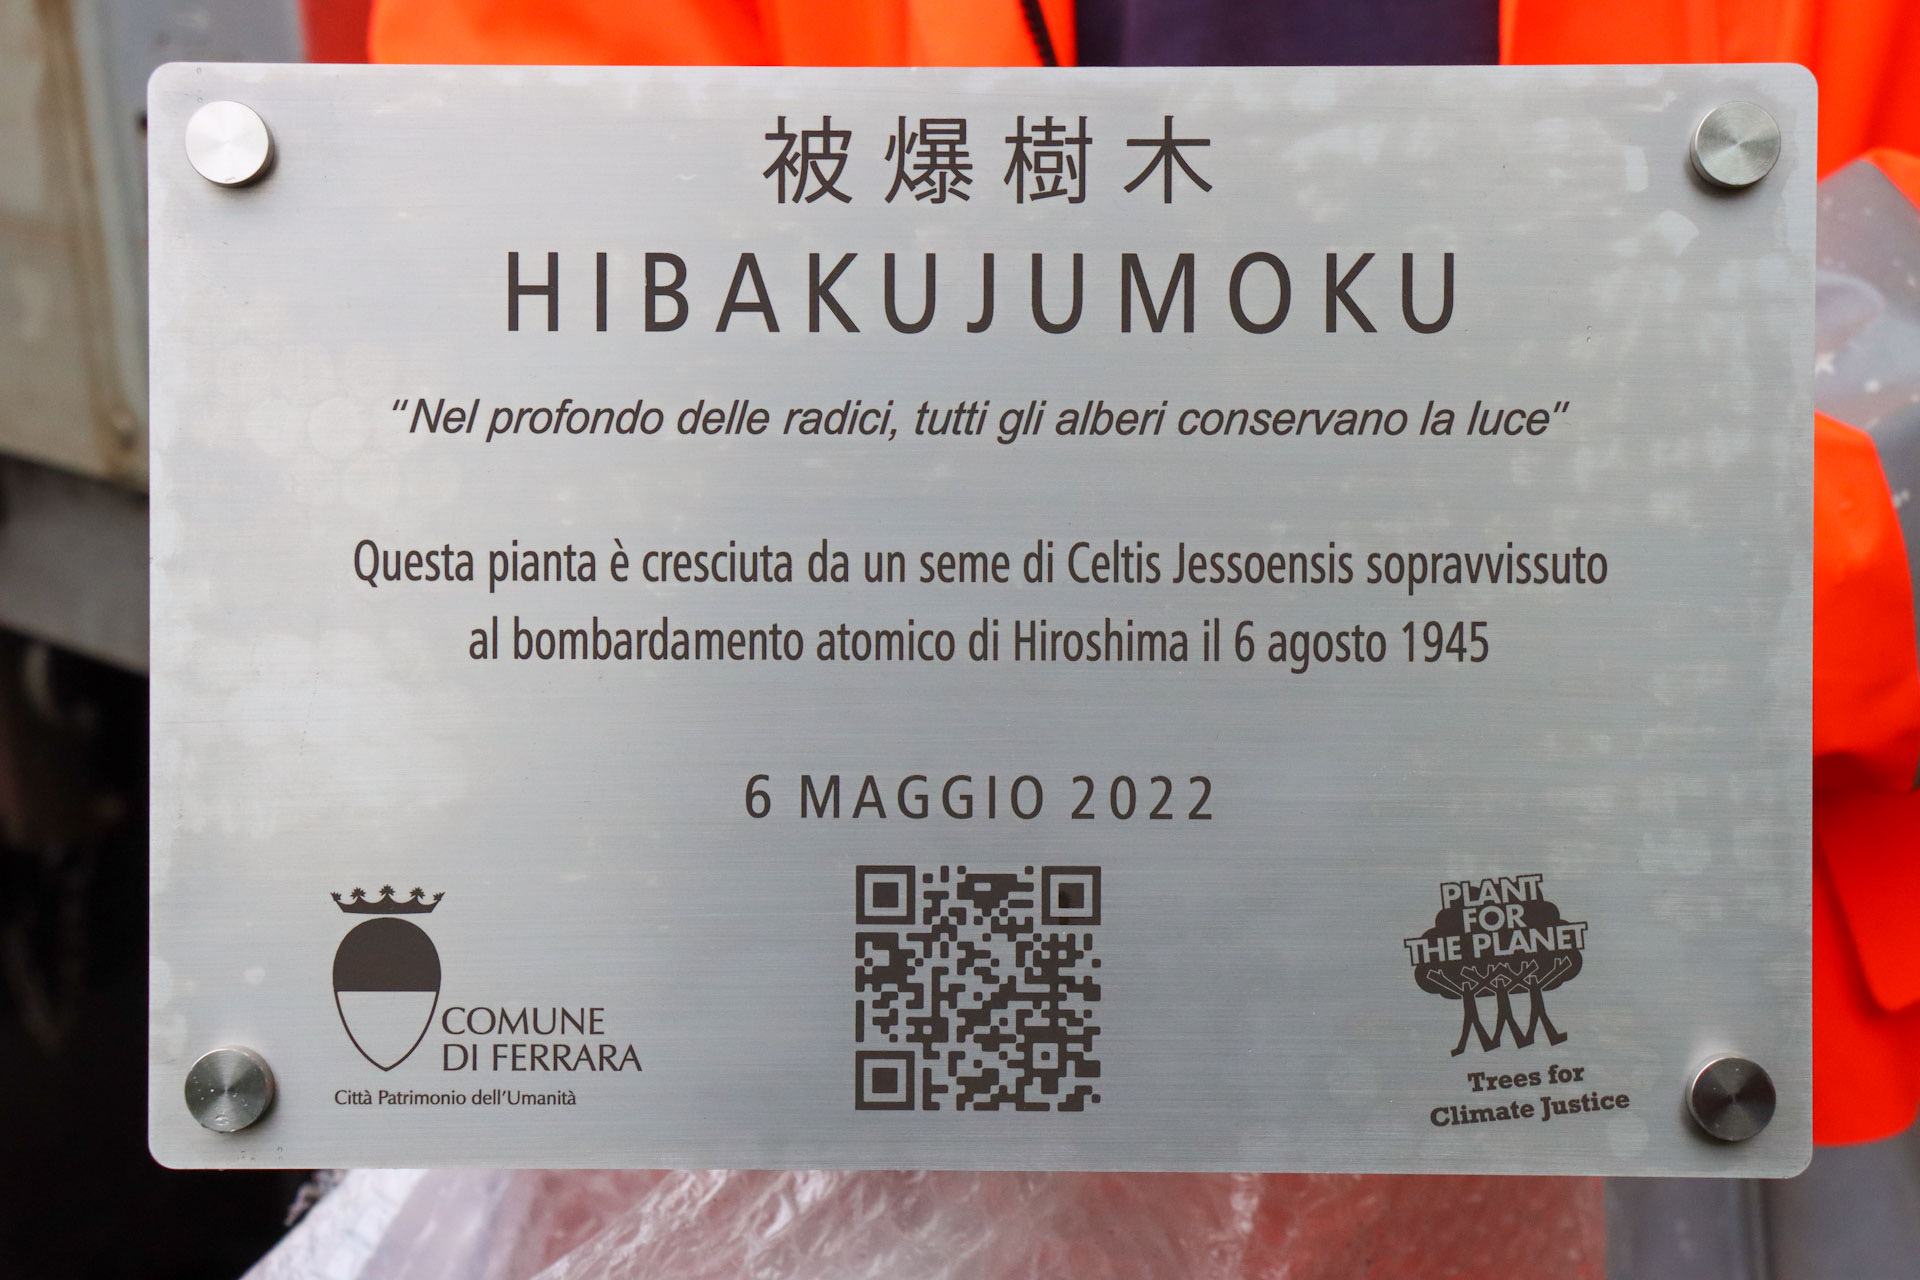 被爆樹木
HIBAKUJUMOKU
“Nel profondo delle radici, tutti gli alberi conservano la luce”
Questa pianta è cresciuta da un seme di Celtis Jessoensis sopravvissuto
al bombardamento atomico di Hiroshima il 6 agosto 1945
6 MAGGIO 2022
COMUNE
DI FERRARA
Città Patrimonio dell'Umanità
PLANT
FOR
THE PLANET
Trees for
Climate Justice